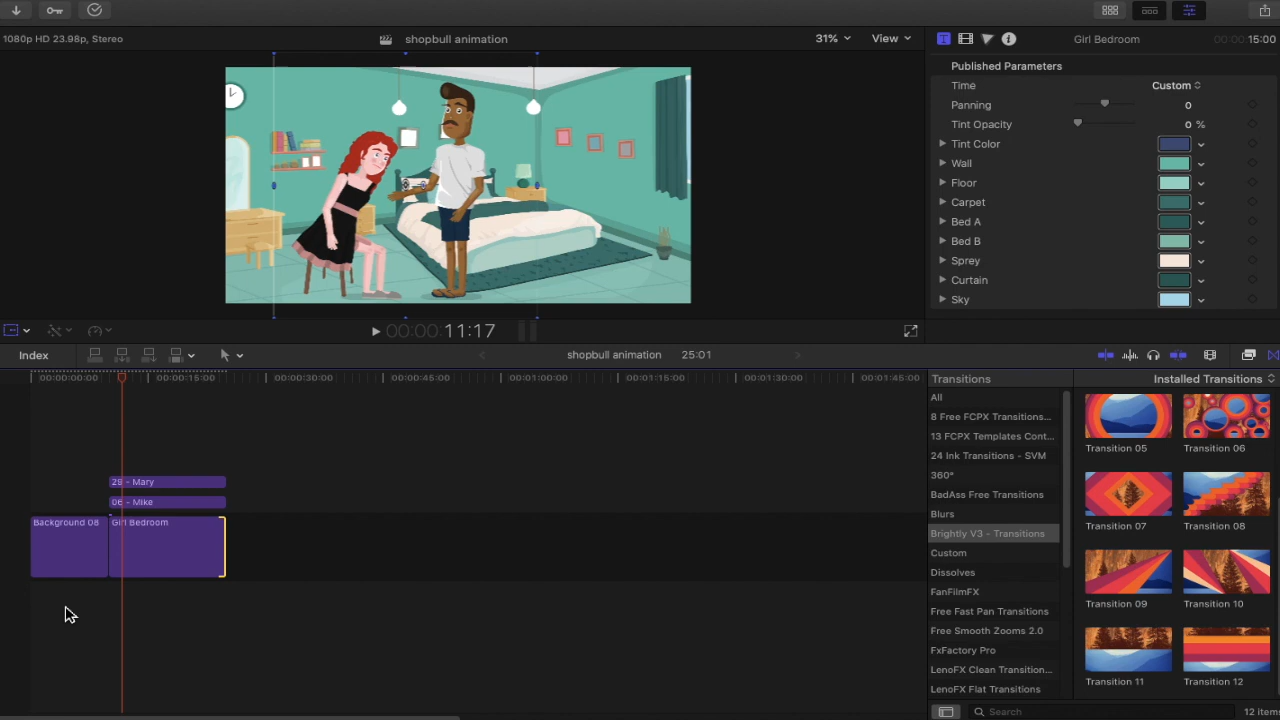 1080p HD 23.98p, Stereo
shopbull animation
31%
View
Girl Bedroom
00:00:00:15:00
Published Parameters
Time
Custom
Panning
0
Tint Opacity
0 %
Tint Color
Wall
Floor
Carpet
Bed A
Bed B
Sprey
Curtain
Sky
00:00:00:11:17
Index
shopbull animation
25:01
00:00:00:00
00:00:15:00
00:00:30:00
00:00:45:00
00:01:00:00
00:01:15:00
00:01:30:00
00:01:45:00
29 - Mary
06 - Mike
Background 08
Girl Bedroom
Transitions
Installed Transitions
All
8 Free FCPX Transitions...
13 FCPX Templates Cont...
24 Ink Transitions - SVM
360°
BadAss Free Transitions
Blurs
Brightly V3 - Transitions
Custom
Dissolves
FanFilmFX
Free Fast Pan Transitions
Free Smooth Zooms 2.0
FxFactory Pro
LenoFX Clean Transition...
LenoFX Flat Transitions
Transition 05
Transition 06
Transition 07
Transition 08
Transition 09
Transition 10
Transition 11
Transition 12
Search
12 items